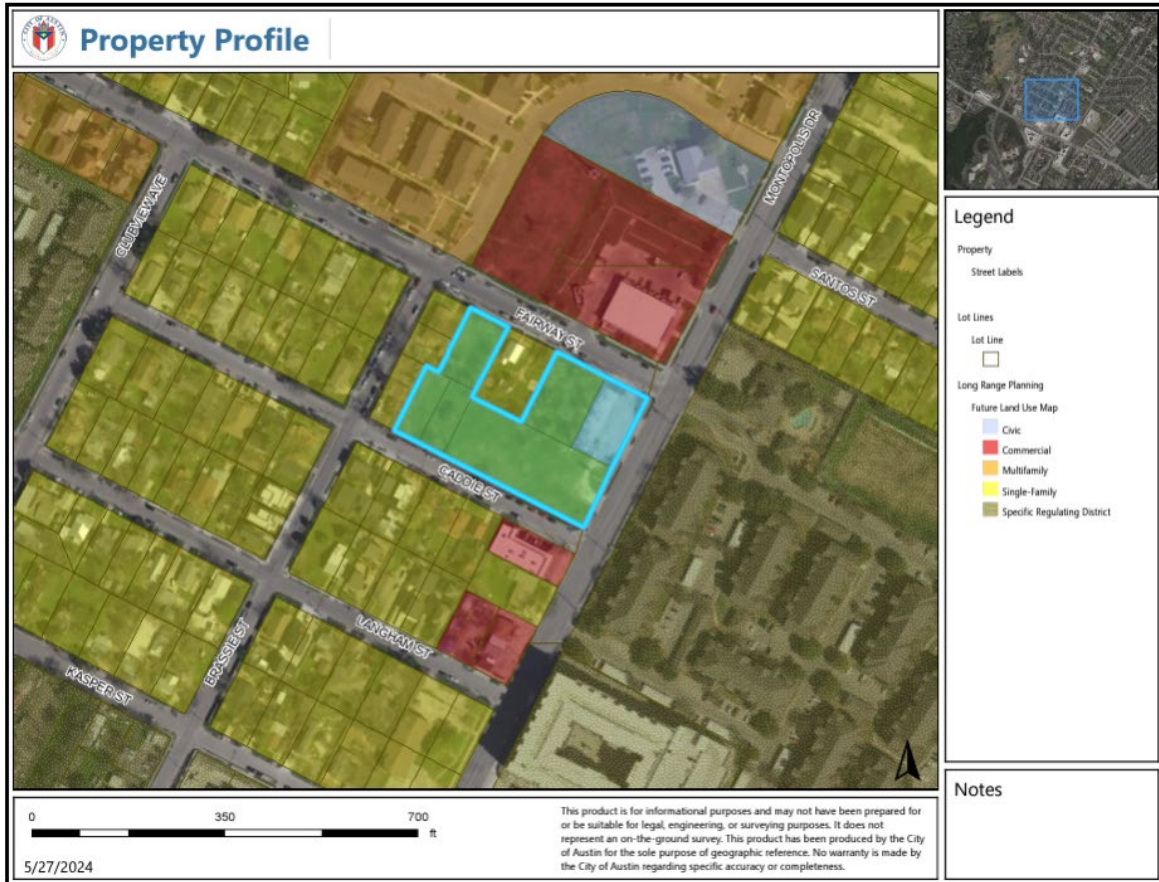 Property Profile
CLUBVIEW AVE
MONTOPOLIS DR
SANTOS ST
FAIRWAY ST
CADDIE ST
LANGHAM ST
BRASSIE ST
KASPER ST
0 350 700
ft
5/27/2024
This product is for informational purposes and may not have been prepared for
or be suitable for legal, engineering, or surveying purposes. It does not
represent an on-the-ground survey. This product has been produced by the City
of Austin for the sole purpose of geographic reference. No warranty is made by
the City of Austin regarding specific accuracy or completeness.
Legend
Property
Street Labels
Lot Lines
Lot Line
Long Range Planning
Future Land Use Map
Civic
Commercial
Multifamily
Single-Family
Specific Regulating District
Notes